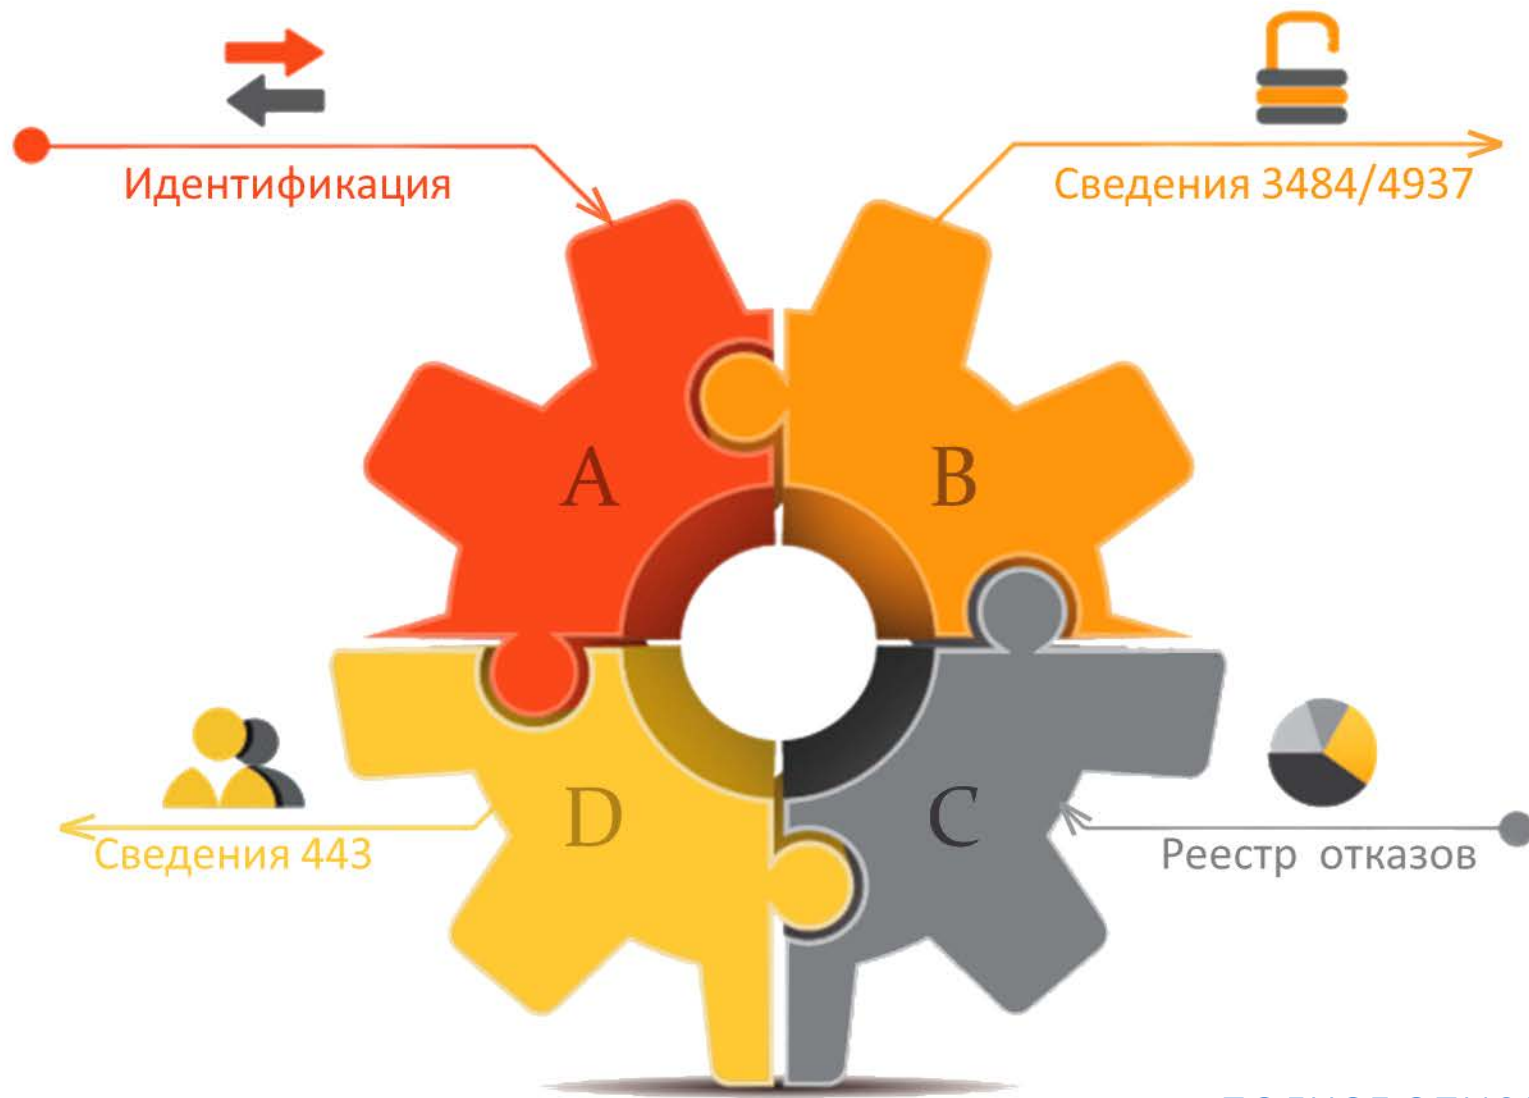 Идентификация
Сведения 3484/4937
A
B
D
C
Сведения 443
Реестр отказов